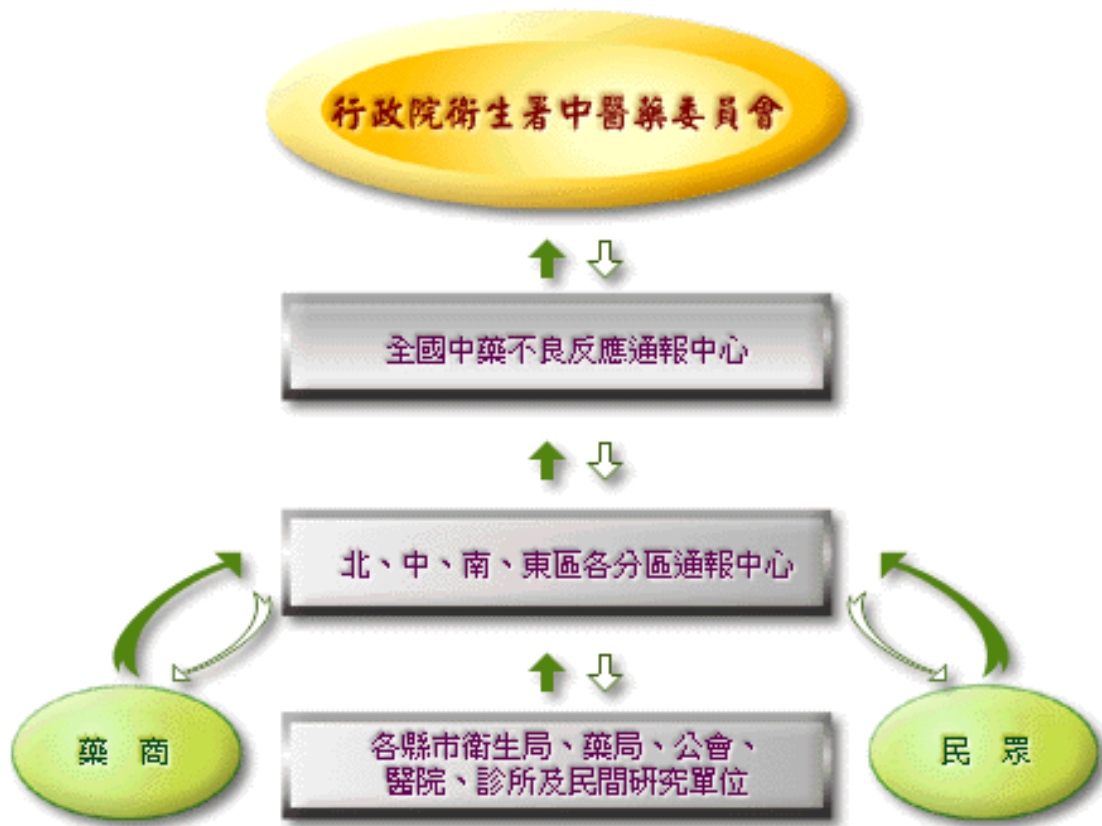 行政院衛生署中醫藥委員會
全國中藥不良反應通報中心
北、中、南、東區各分區通報中心
藥 商
各縣市衛生局、藥局、公會、
醫院、診所及民間研究單位
民 眾